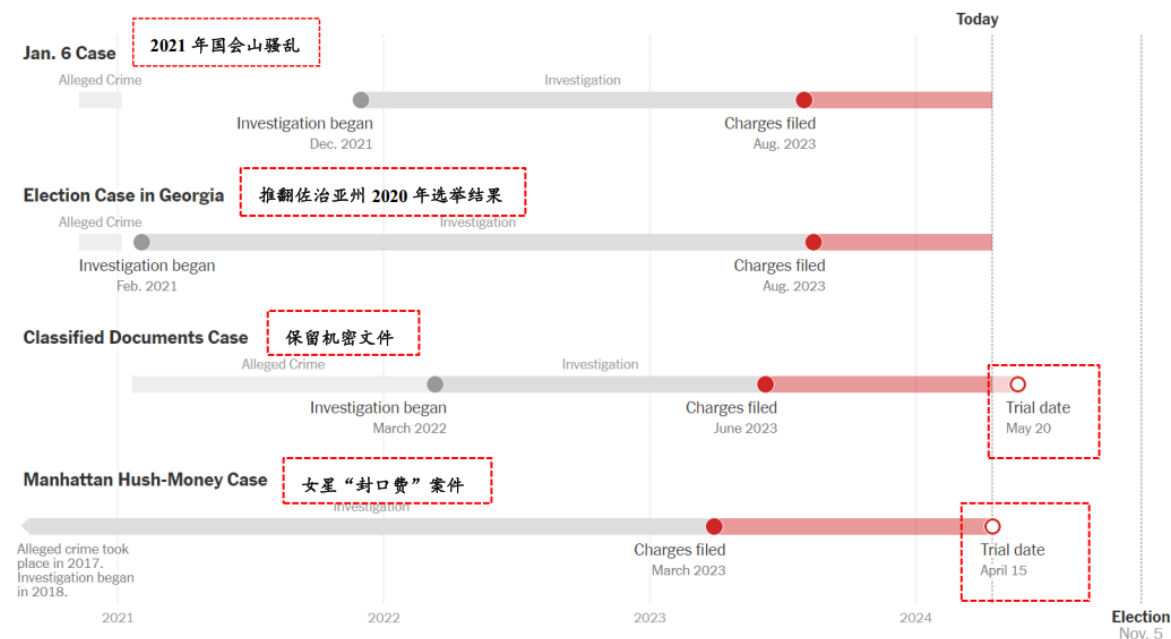 Today
Jan. 6 Case
2021 年国会山骚乱
Alleged Crime
Investigation
Investigation began
Dec. 2021
Charges filed
Aug. 2023
Election Case in Georgia
推翻佐治亚州 2020 年选举结果
Alleged Crime
Investigation
Investigation began
Feb. 2021
Charges filed
Aug. 2023
Classified Documents Case
保留机密文件
Alleged Crime
Investigation
Investigation began
March 2022
Charges filed
June 2023
Trial date
May 20
Manhattan Hush-Money Case
女星“封口费”案件
Investigation
Alleged crime took
place in 2017.
Investigation began
in 2018.
Charges filed
March 2023
Trial date
April 15
2021
2022
2023
2024
Election
Nov. 5